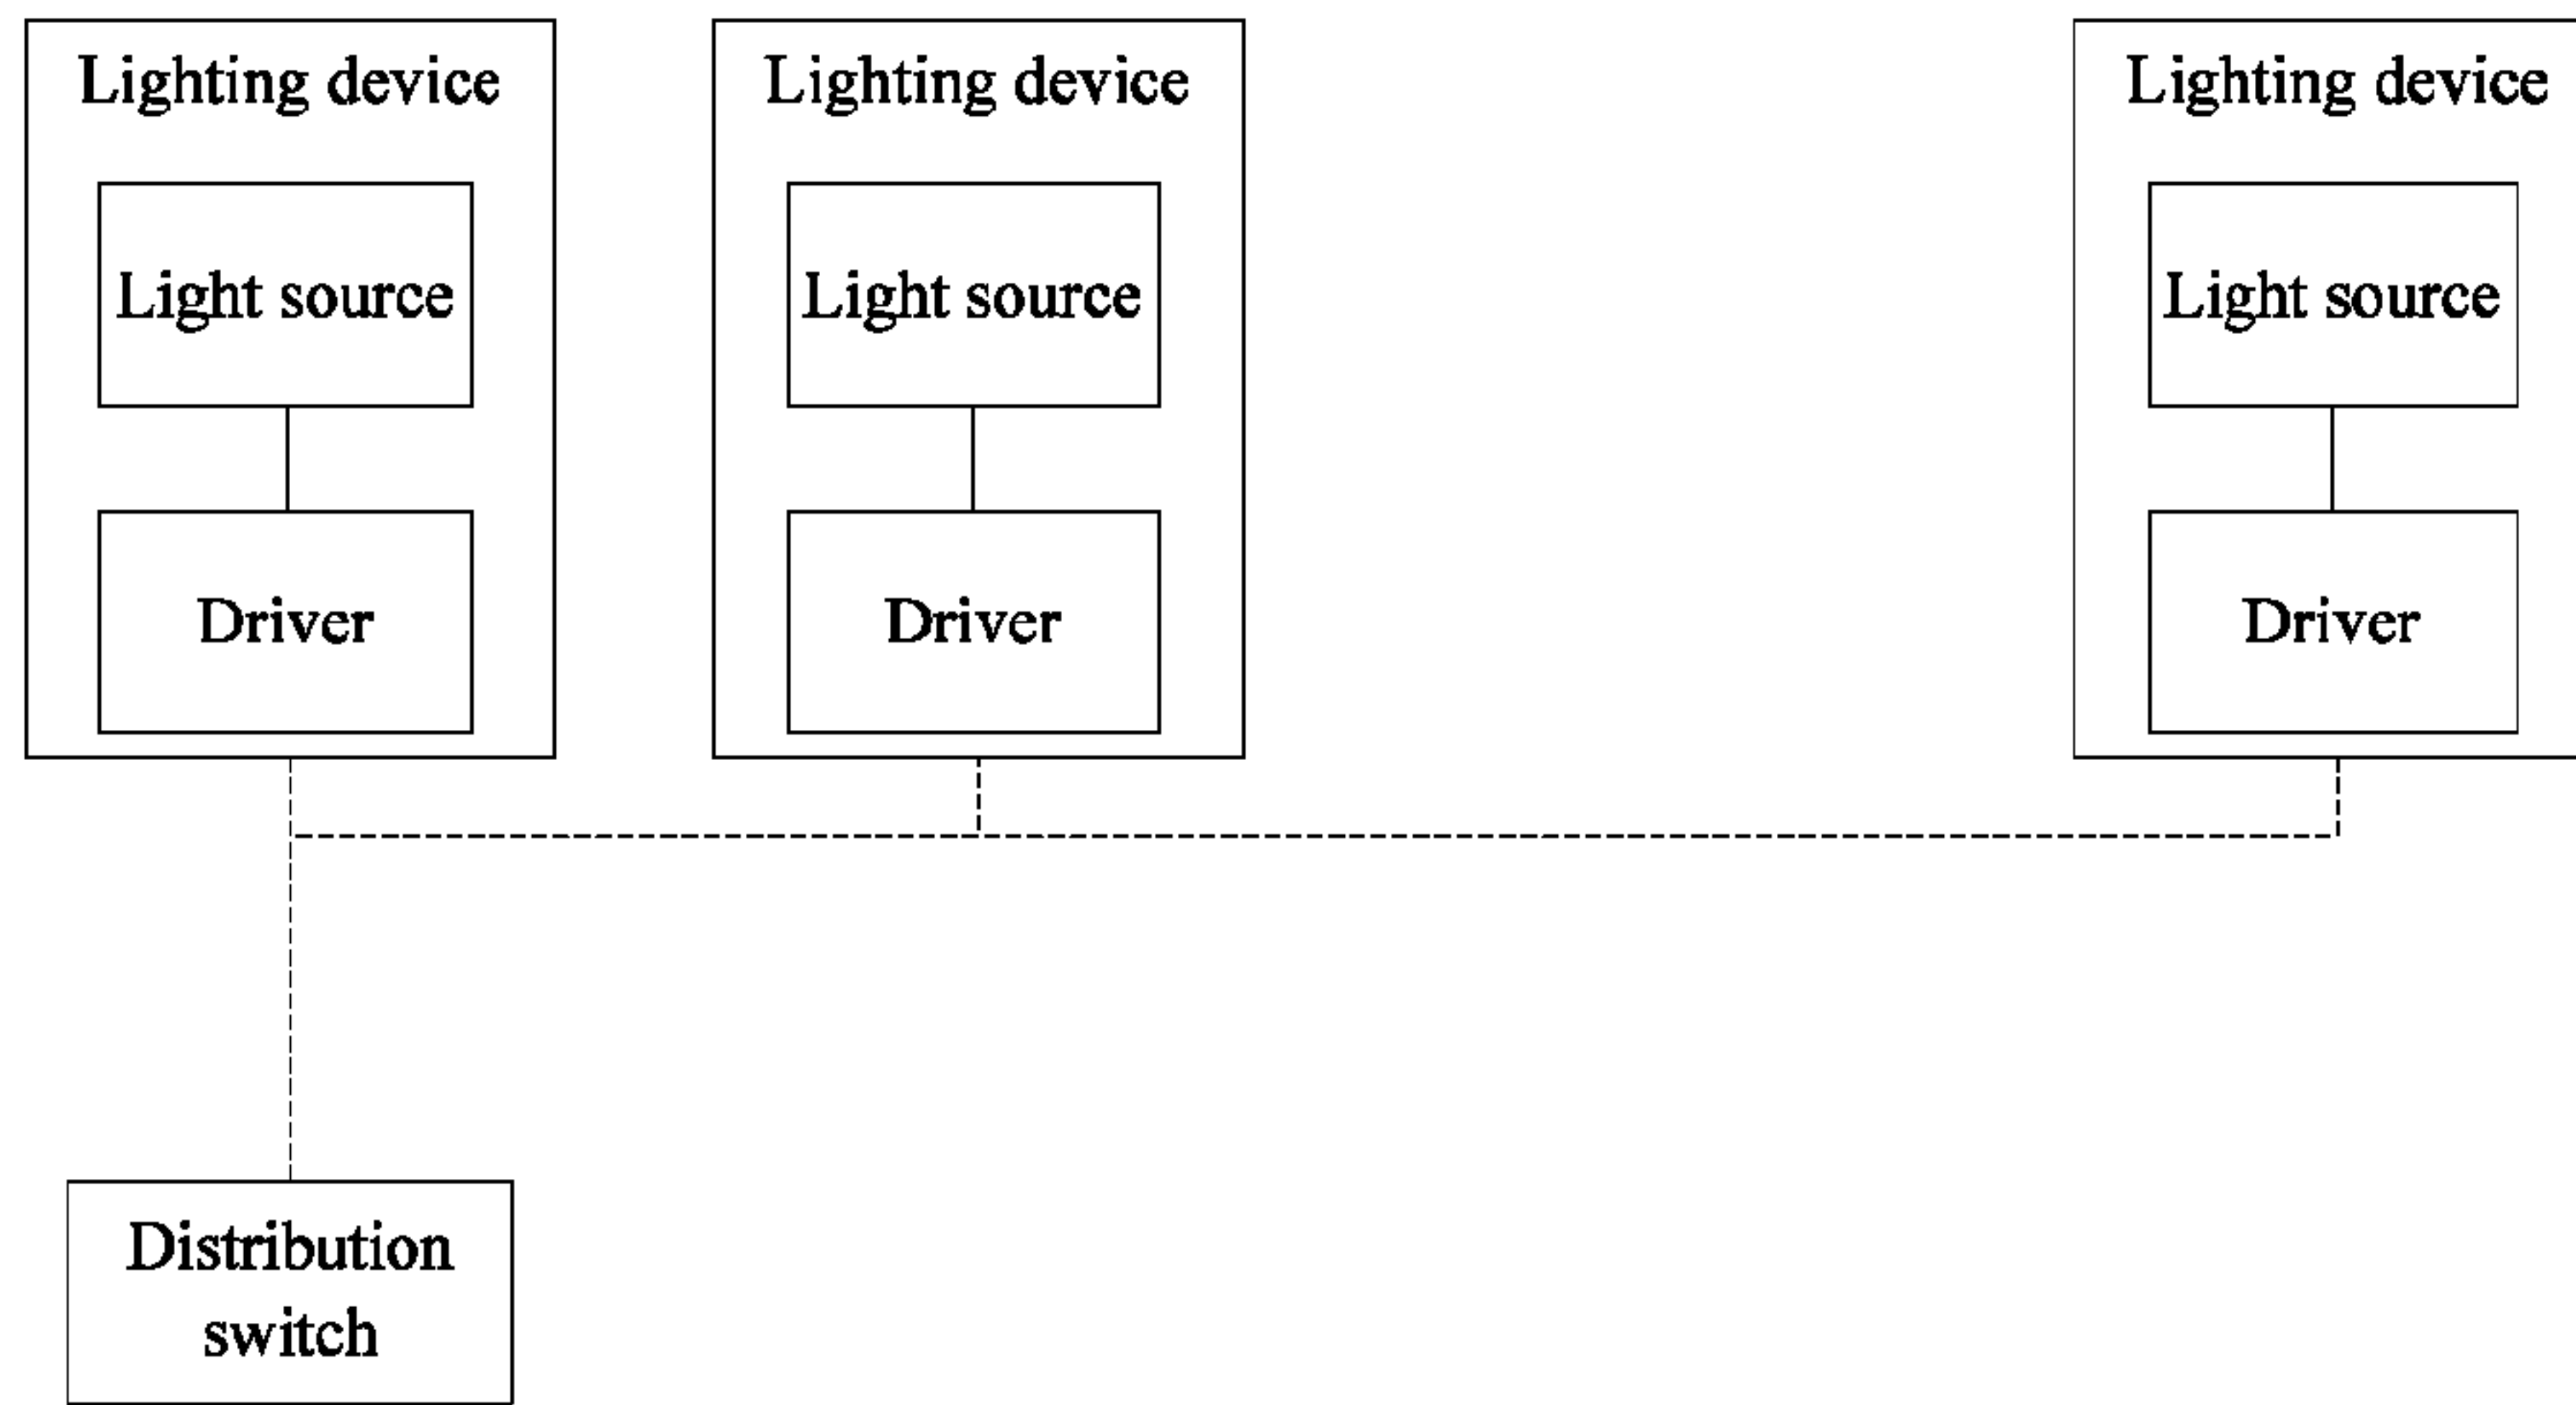 Lighting device
Lighting device
Lighting device
Light source
Light source
Light source
Driver
Driver
Driver
Distribution
switch